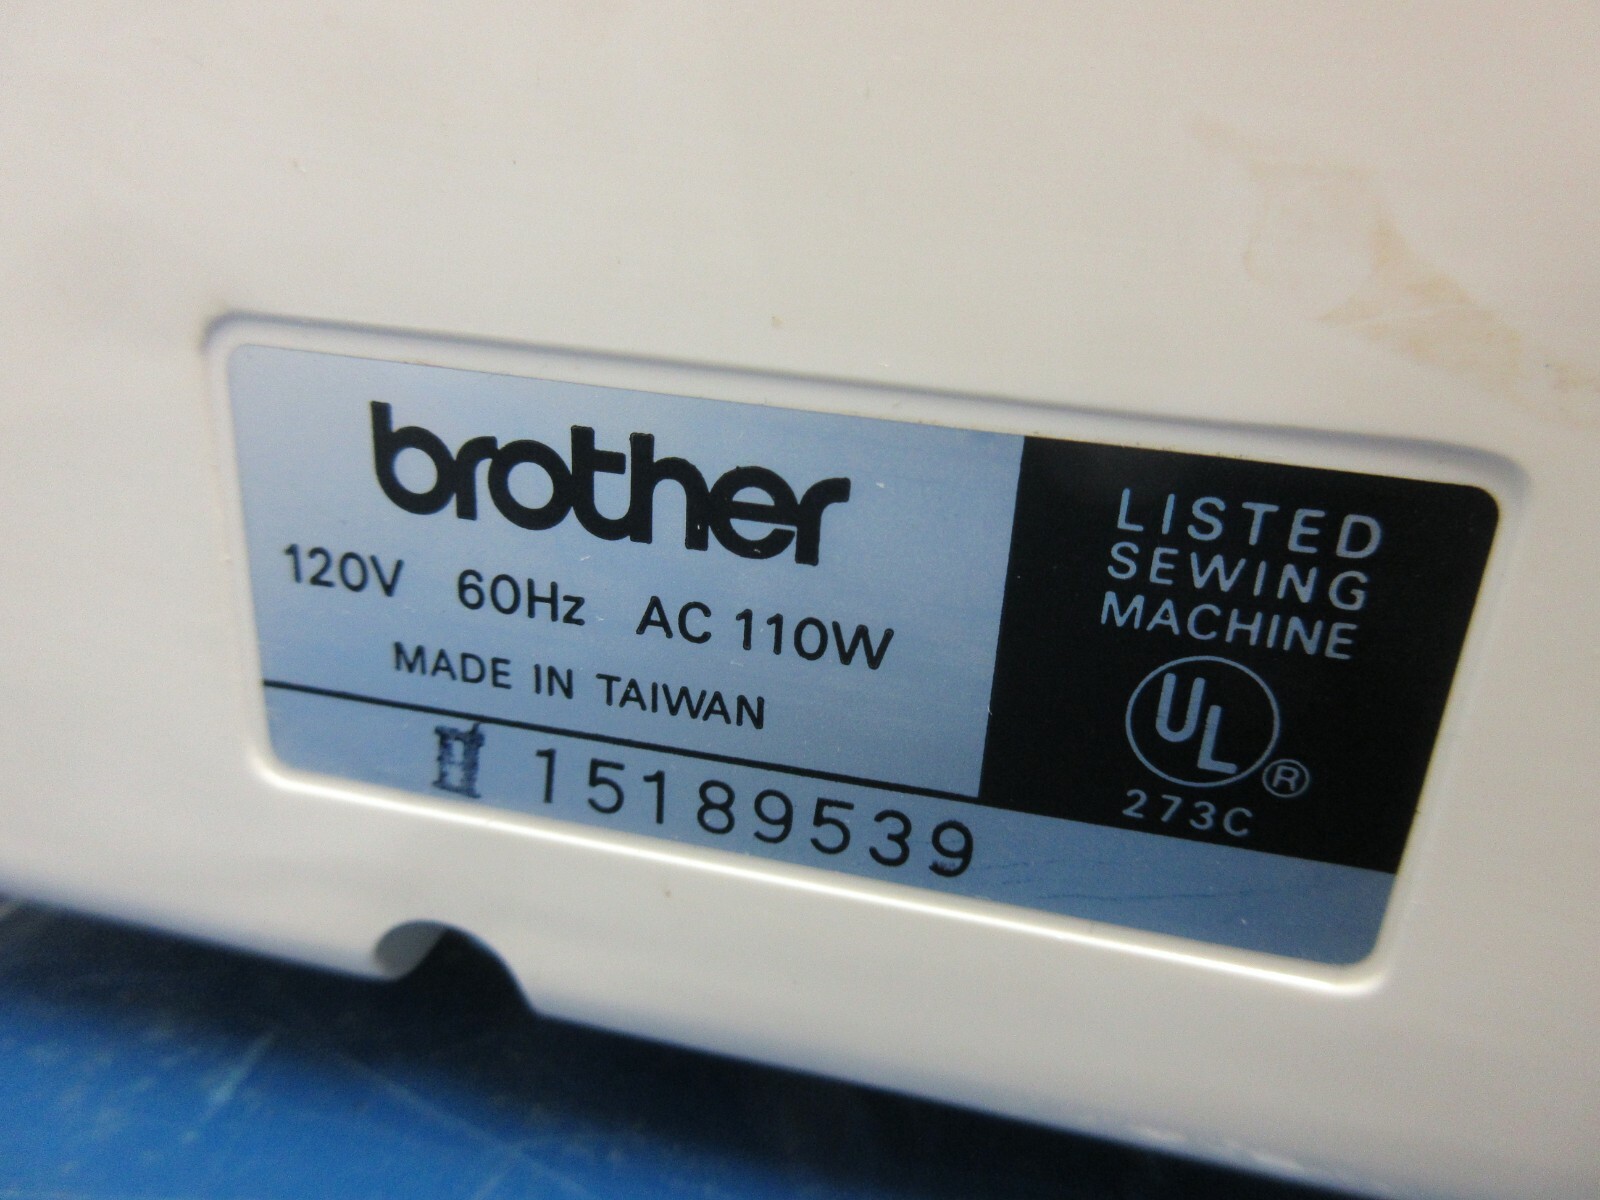 brother
120V 60Hz AC 110W
MADE IN TAIWAN
15189539
LISTED
SEWING
MACHINE
UL ®
273C